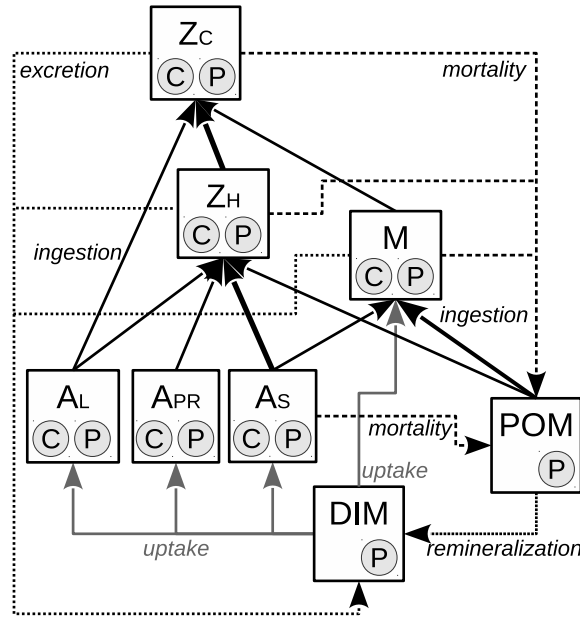 ZC
C P
excretion
mortality
ZH
C P
M
C P
ingestion
ingestion
AL
C P
APR
C P
AS
C P
mortality
POM
P
uptake
DIM
P
uptake
remineralization